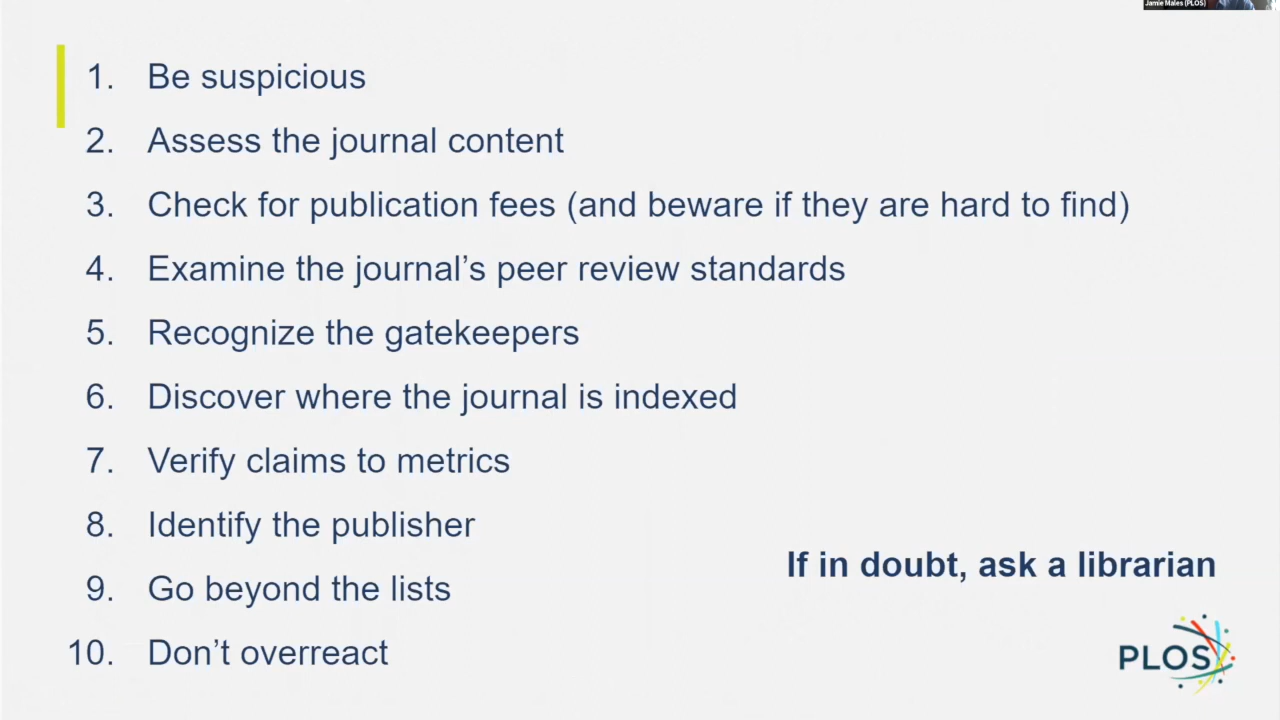 Jamie Males (PLOS)
1. Be suspicious
2. Assess the journal content
3. Check for publication fees (and beware if they are hard to find)
4. Examine the journal’s peer review standards
5. Recognize the gatekeepers
6. Discover where the journal is indexed
7. Verify claims to metrics
8. Identify the publisher
9. Go beyond the lists
10. Don’t overreact
If in doubt, ask a librarian
PLOS